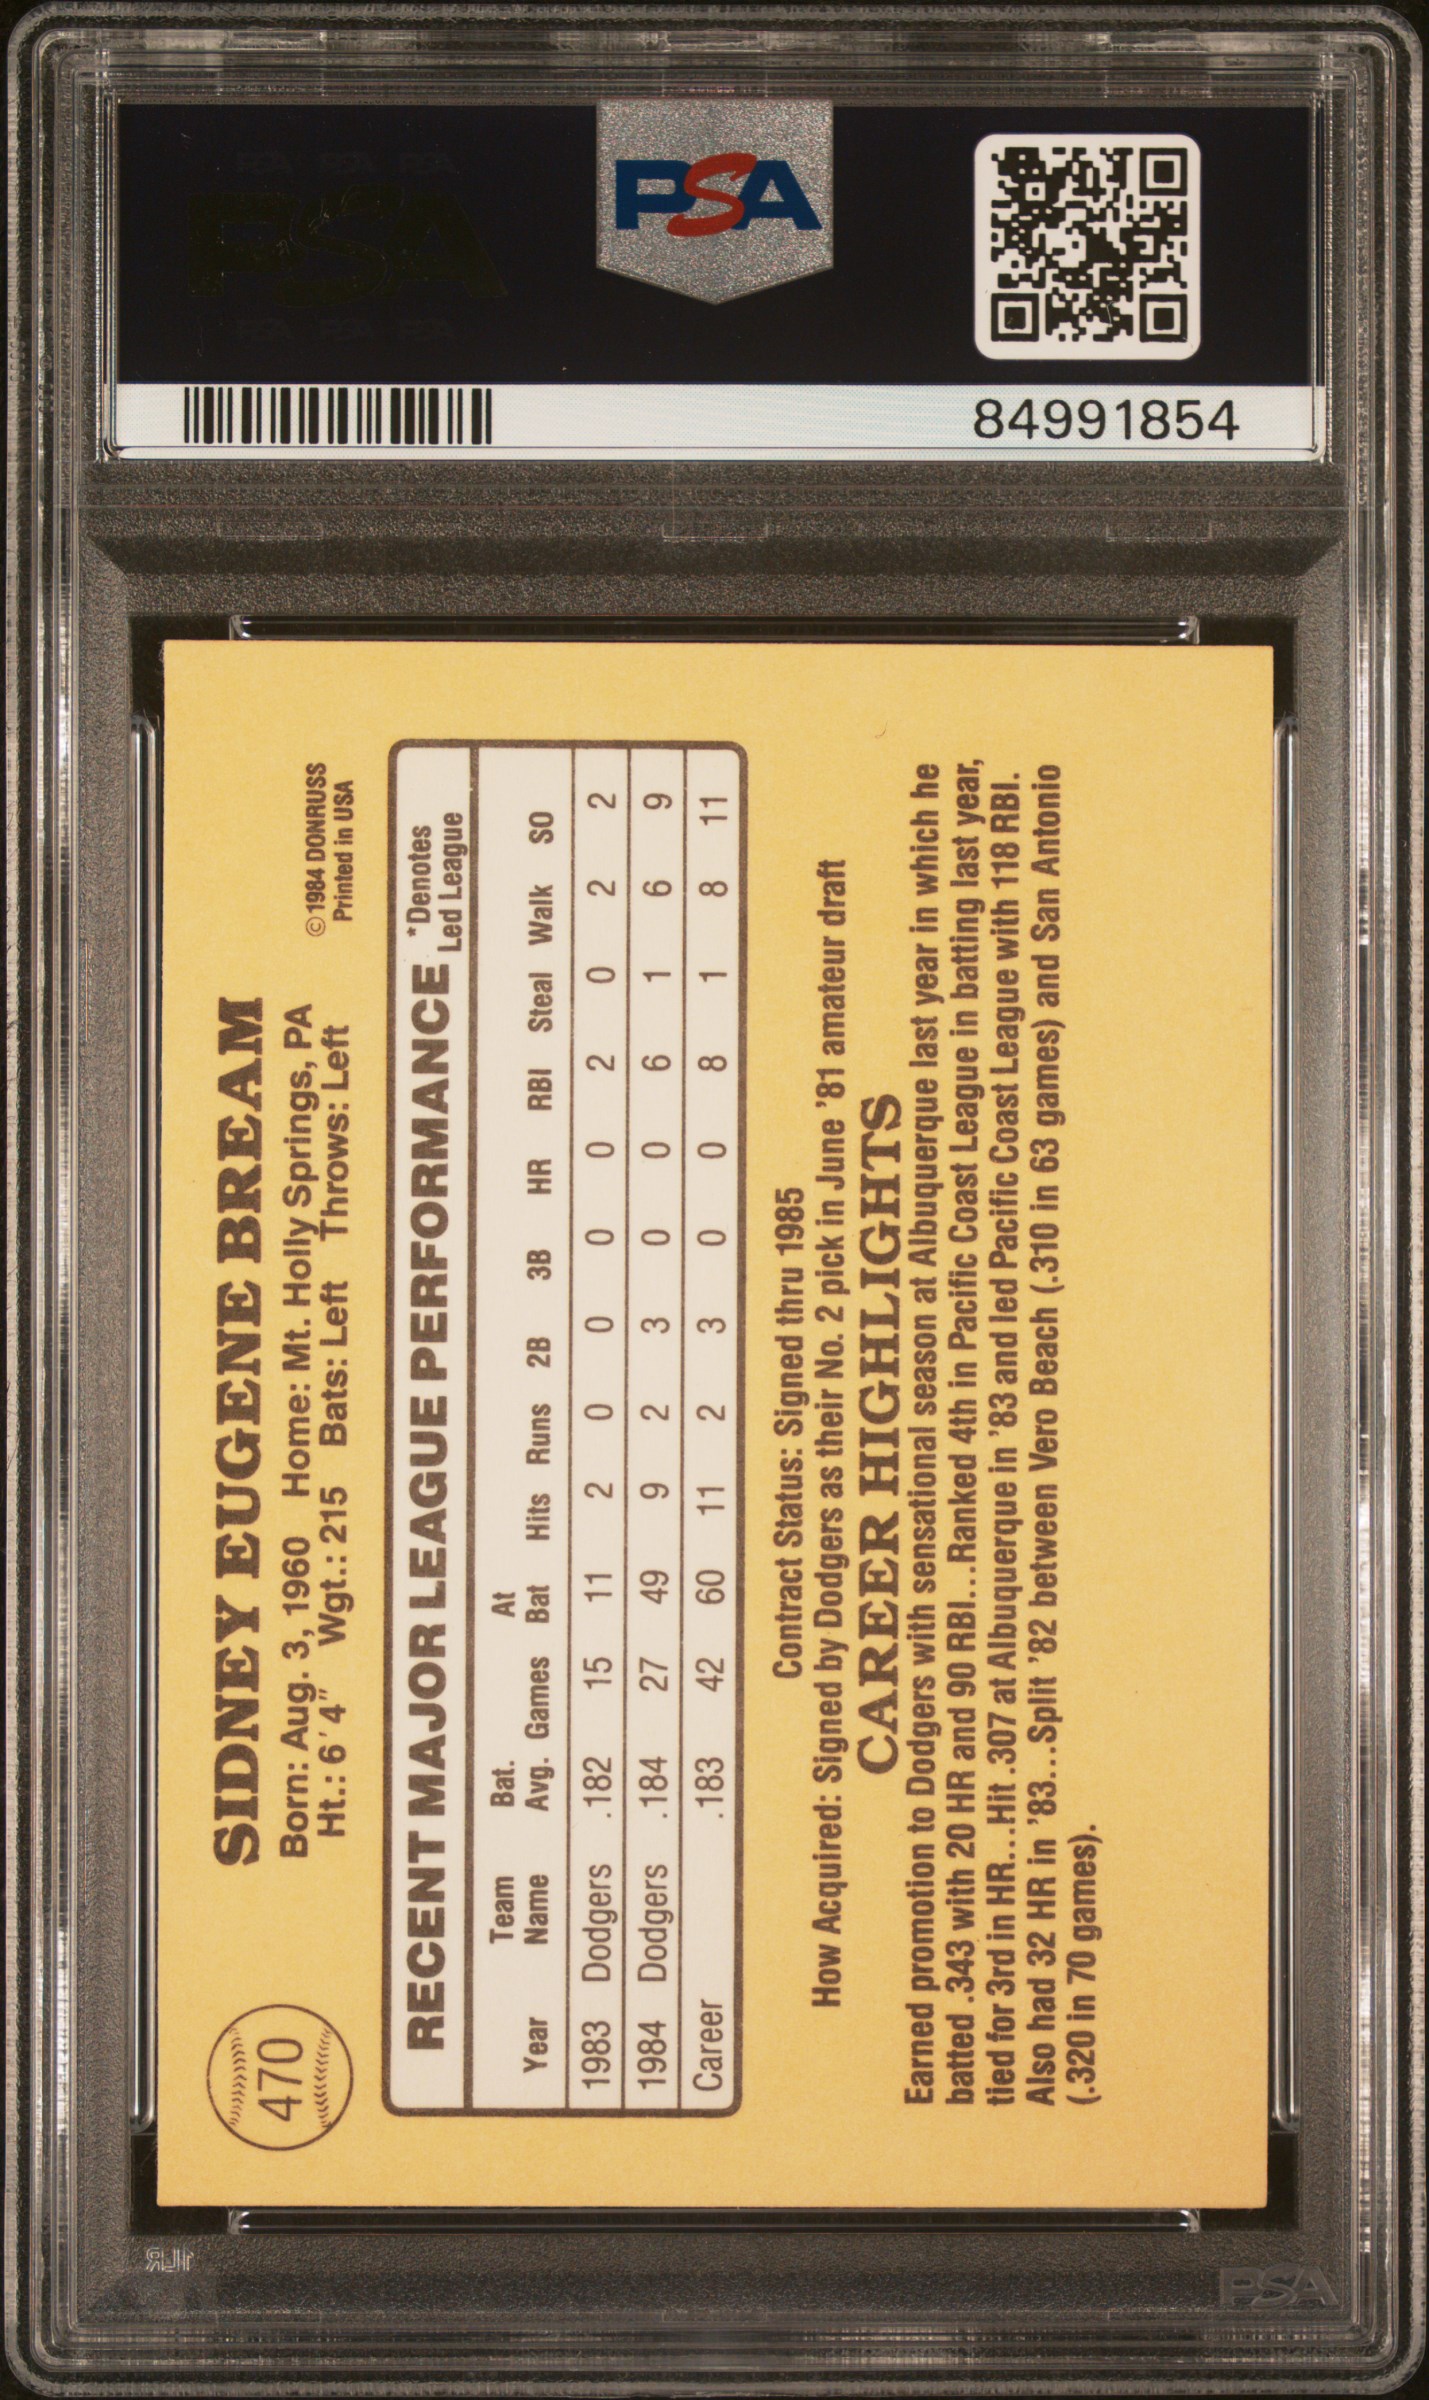 PSA
84991854
470
SIDNEY EUGENE BREAM
Born: Aug. 3, 1960 Home: Mt. Holly Springs, PA
Ht.: 6'4" Wgt.: 215 Bats: Left Throws: Left
© 1984 DONRUSS
Printed in USA
RECENT MAJOR LEAGUE PERFORMANCE *Denotes Led League
Year Team Name Bat. Avg. Games At Bat Hits Runs 2B 3B HR RBI Steal Walk SO
1983 Dodgers .182 15 11 2 0 0 0 0 2 0 2 2
1984 Dodgers .184 27 49 9 2 3 0 0 6 1 6 9
Career .183 42 60 11 2 3 0 0 8 1 8 11
Contract Status: Signed thru 1985
How Acquired: Signed by Dodgers as their No. 2 pick in June '81 amateur draft
CAREER HIGHLIGHTS
Earned promotion to Dodgers with sensational season at Albuquerque last year in which he
batted .343 with 20 HR and 90 RBI...Ranked 4th in Pacific Coast League in batting last year,
tied for 3rd in HR...Hit .307 at Albuquerque in '83 and led Pacific Coast League with 118 RBI.
Also had 32 HR in '83...Split '82 between Vero Beach (.310 in 63 games) and San Antonio
(.320 in 70 games).
PSA